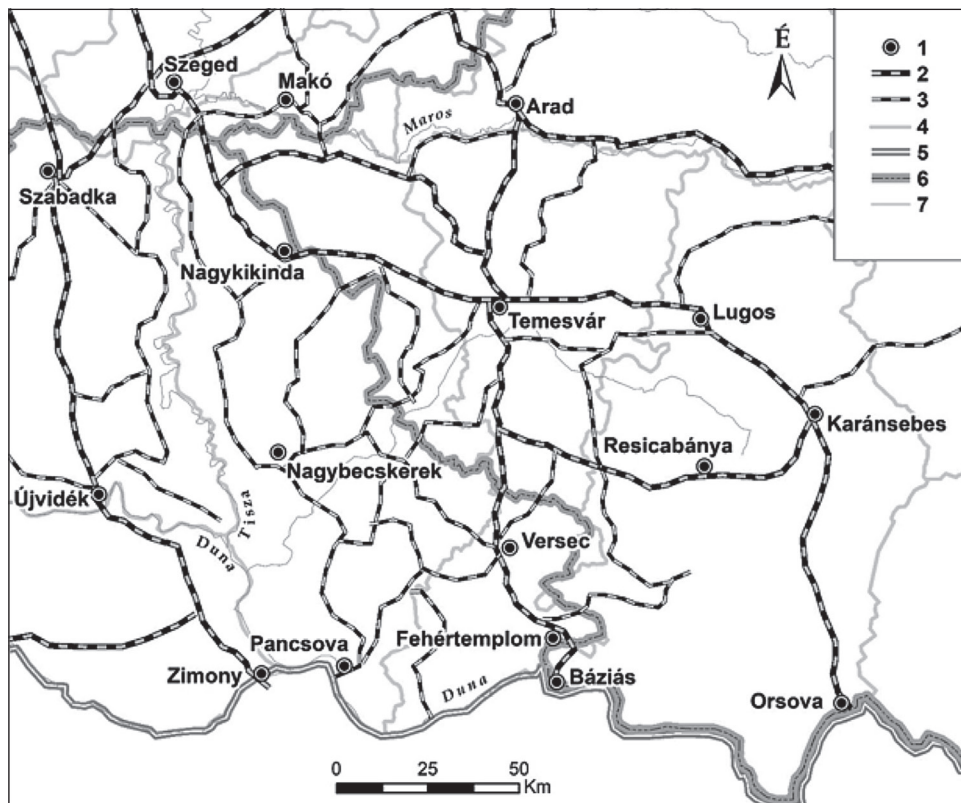 Szeged
Makó
Arad
Maros
É
1
2
3
4
5
6
7
Szabadka
Nagykikinda
Temesvár
Lugos
Karánsebes
Resicabánya
Nagybecskerek
Újvidék
Tisza
Duna
Versec
Pancsova
Fehértemplom
Zimony
Duna
Báziás
Orsova
0 25 50
Km